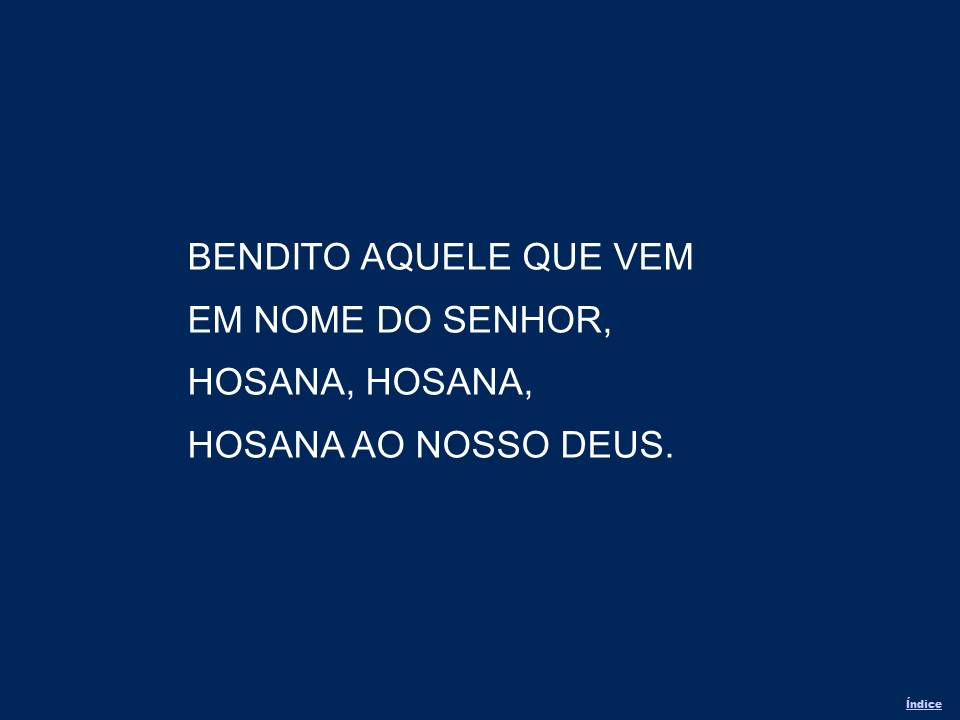 BENDITO AQUELE QUE VEM
EM NOME DO SENHOR,
HOSANA, HOSANA,
HOSANA AO NOSSO DEUS.
Índice